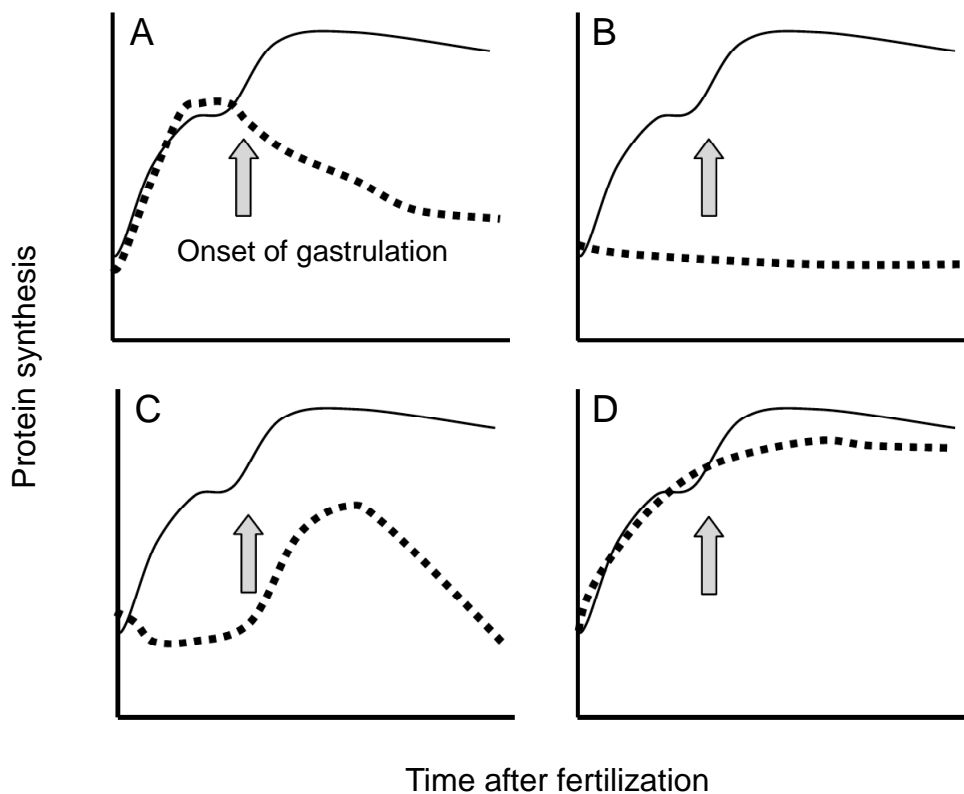 A
B
Onset of gastrulation
Protein synthesis
C
D
Time after fertilization